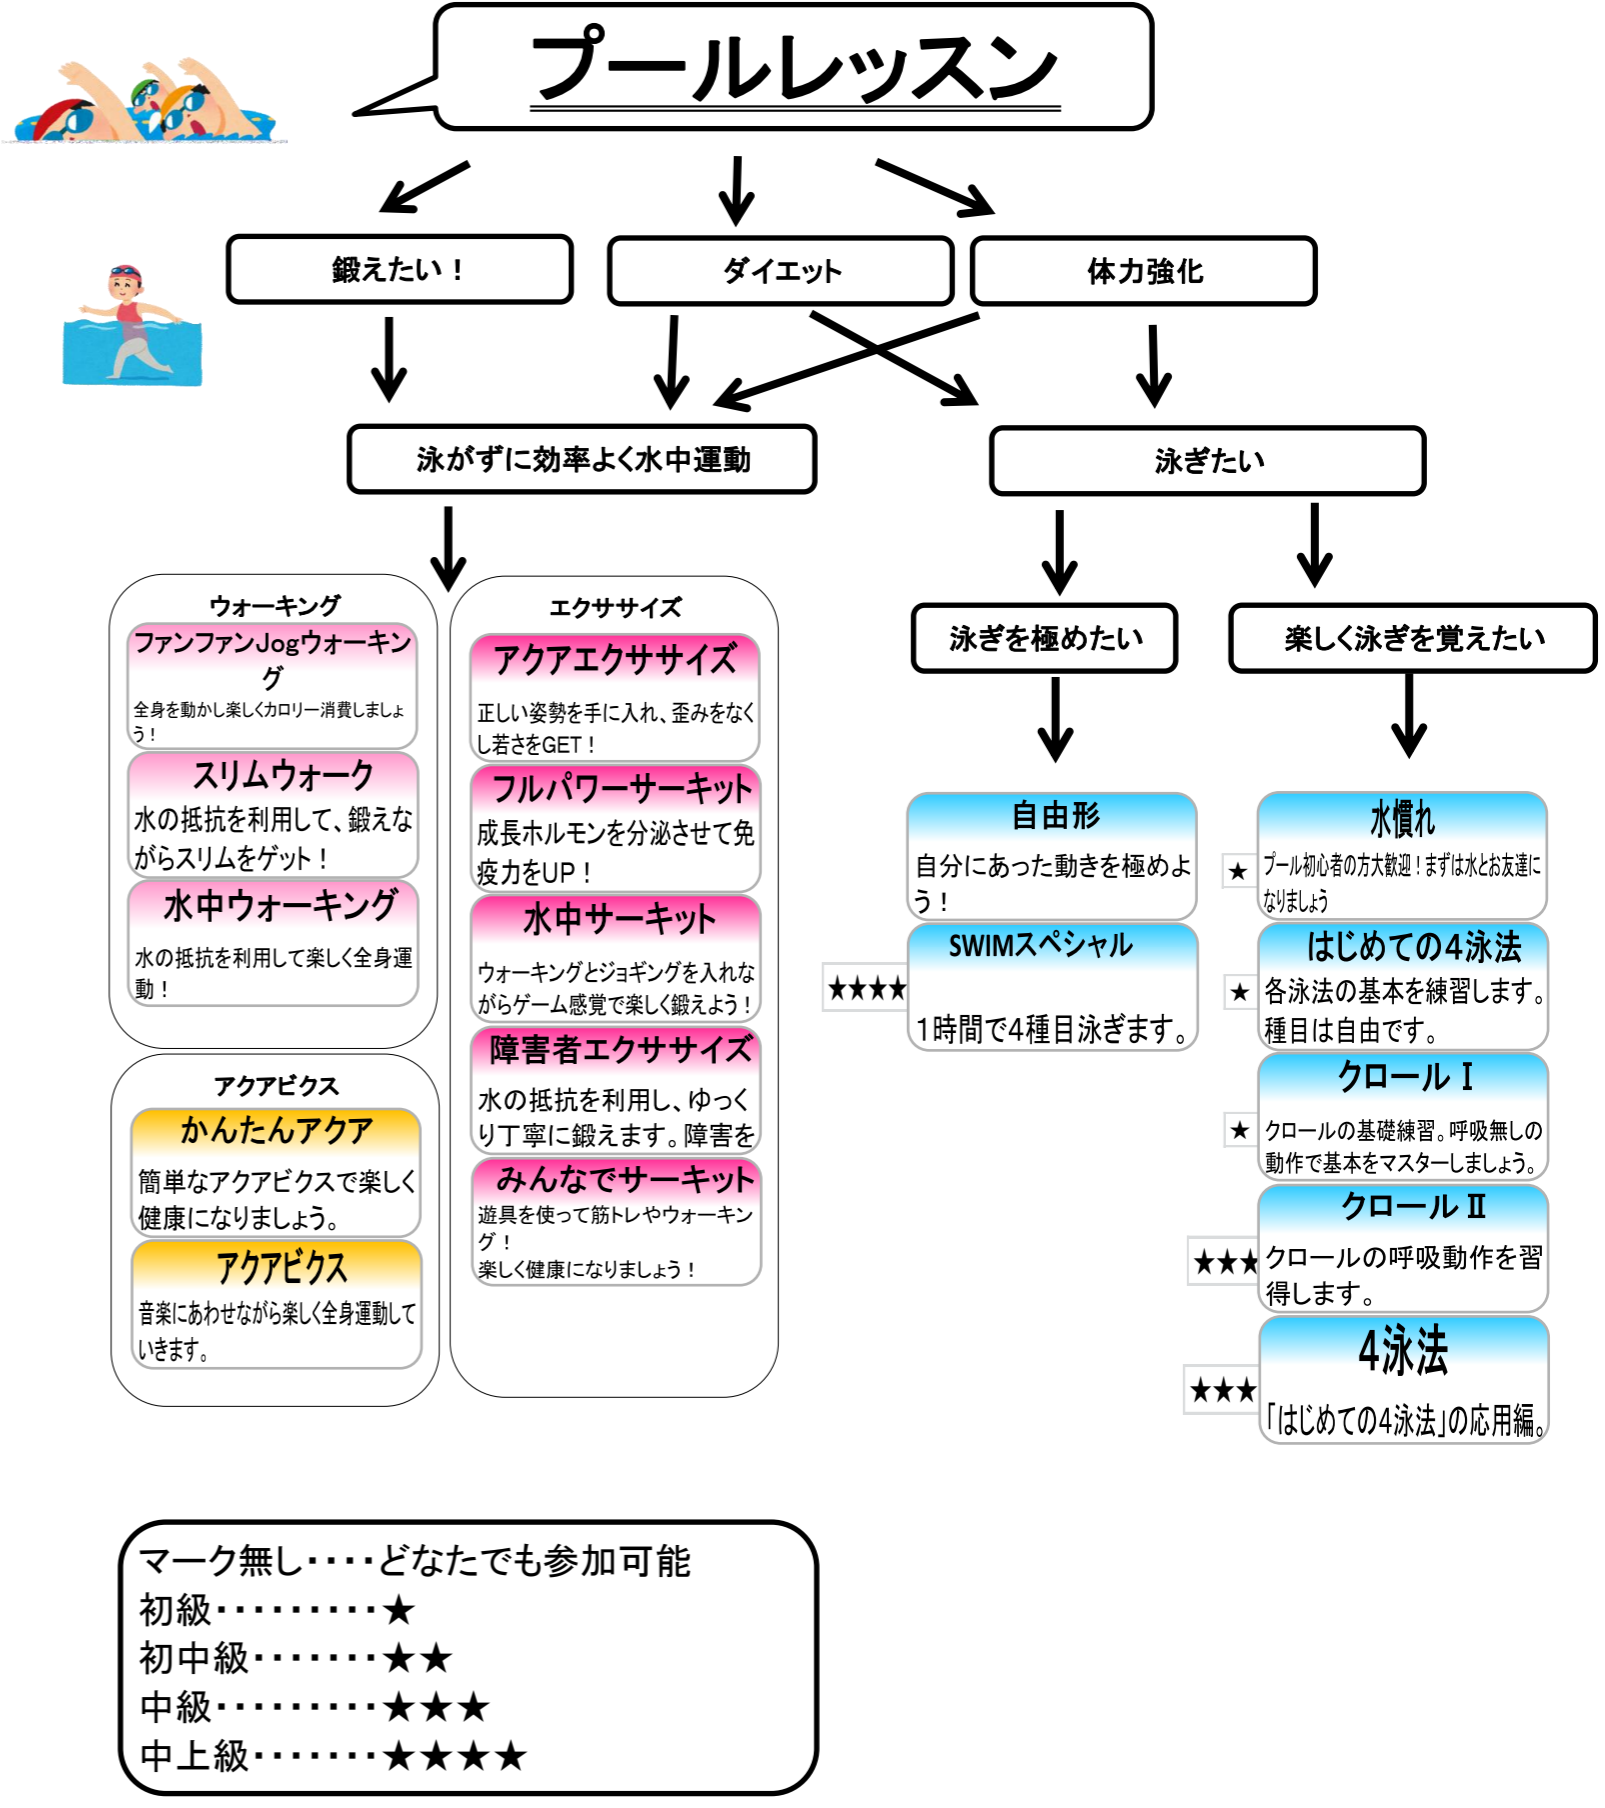 プールレッスン
鍛えたい！
ダイエット
体力強化
泳がずに効率よく水中運動
泳ぎたい
泳ぎを極めたい
楽しく泳ぎを覚えたい
ウォーキング
ファンファンJogウォーキン
グ
全身を動かし楽しくカロリー消費しましょ
う！
スリムウォーク
水の抵抗を利用して、鍛えな
がらスリムをゲット！
水中ウォーキング
水の抵抗を利用して楽しく全身運
動！
アクアビクス
かんたんアクア
簡単なアクアビクスで楽しく
健康になりましょう。
アクアビクス
音楽にあわせながら楽しく全身運動して
いきます。
エクササイズ
アクアエクササイズ
正しい姿勢を手に入れ、歪みをなく
し若さをGET！
フルパワーサーキット
成長ホルモンを分泌させて免
疫力をUP！
水中サーキット
ウォーキングとジョギングを入れな
がらゲーム感覚で楽しく鍛えよう！
障害者エクササイズ
水の抵抗を利用し、ゆっく
り丁寧に鍛えます。障害を
みんなでサーキット
遊具を使って筋トレやウォーキン
グ！
楽しく健康になりましょう！
自由形
自分にあった動きを極めよ
う！
SWIMスペシャル
★★★★
１時間で４種目泳ぎます。
水慣れ
★
プール初心者の方大歓迎！まずは水とお友達に
なりましょう
はじめての４泳法
★
各泳法の基本を練習します。
種目は自由です。
クロールⅠ
★
クロールの基礎練習。呼吸無しの
動作で基本をマスターしましょう。
クロールⅡ
★★★
クロールの呼吸動作を習
得します。
４泳法
★★★
「はじめての４泳法」の応用編。
マーク無し････どなたでも参加可能
初級･････････★
初中級･･･････★★
中級･････････★★★
中上級･･･････★★★★